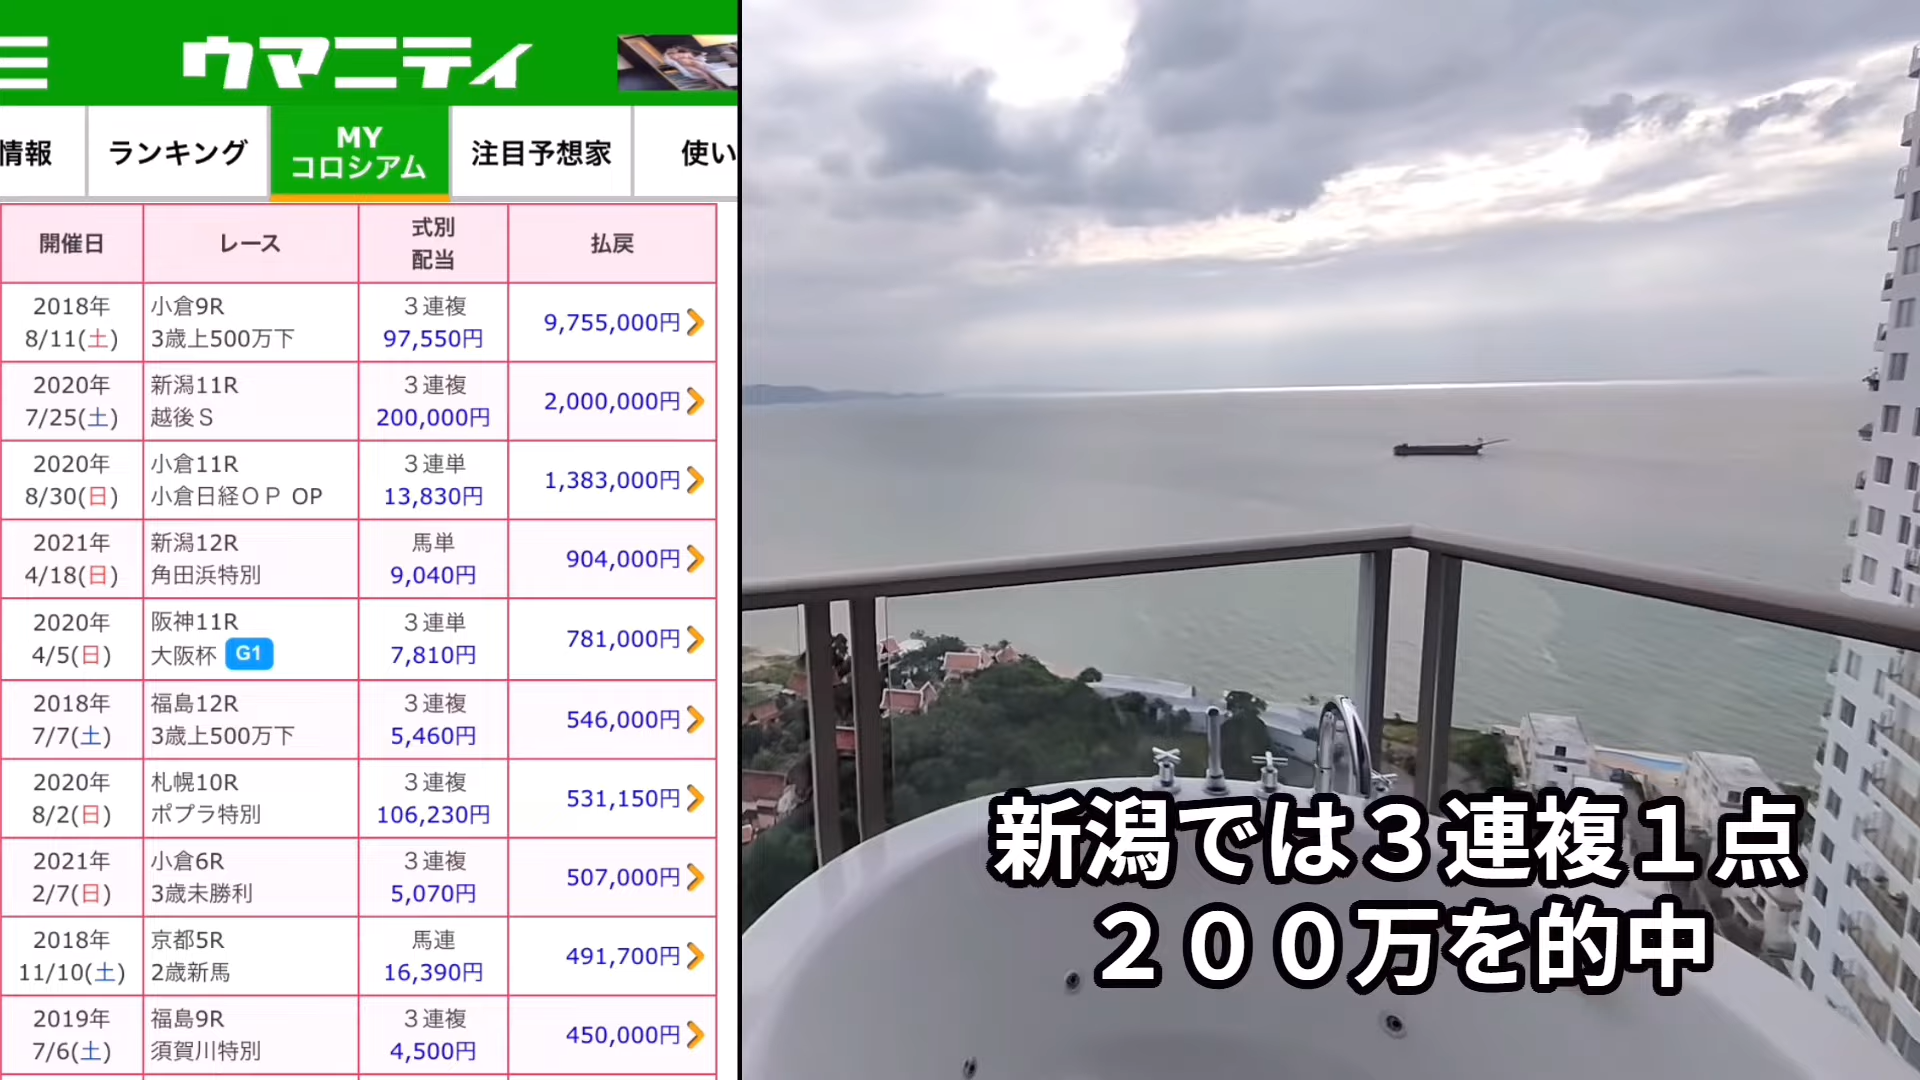 ウマニティ
情報
ランキング
MY
コロシアム
注目予想家
使い
開催日
レース
式別
配当
払戻
2018年
8/11(土)
小倉9R
3歳上500万下
３連複
97,550円
9,755,000円
2020年
7/25(土)
新潟11R
越後Ｓ
３連複
200,000円
2,000,000円
2020年
8/30(日)
小倉11R
小倉日経ＯＰ OP
３連単
13,830円
1,383,000円
2021年
4/18(日)
新潟12R
角田浜特別
馬単
9,040円
904,000円
2020年
4/5(日)
阪神11R
大阪杯 G1
３連単
7,810円
781,000円
2018年
7/7(土)
福島12R
3歳上500万下
３連複
5,460円
546,000円
2020年
8/2(日)
札幌10R
ポプラ特別
３連複
106,230円
531,150円
2021年
2/7(日)
小倉6R
3歳未勝利
３連複
5,070円
507,000円
2018年
11/10(土)
京都5R
2歳新馬
馬連
16,390円
491,700円
2019年
7/6(土)
福島9R
須賀川特別
３連複
4,500円
450,000円
新潟では３連複１点
２００万を的中